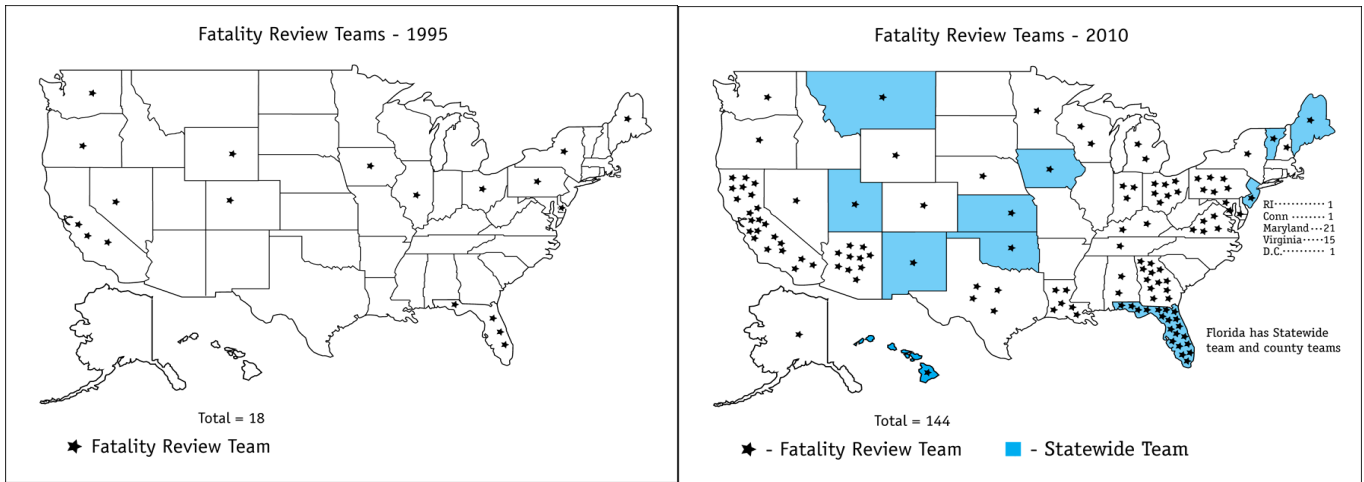 Fatality Review Teams - 1995
Total = 18
Fatality Review Team
Fatality Review Teams - 2010
RI············ 1
Conn ········ 1
Maryland···21
Virginia·····15
D.C.·········· 1
Florida has Statewide
team and county teams
Total = 144
- Fatality Review Team
- Statewide Team